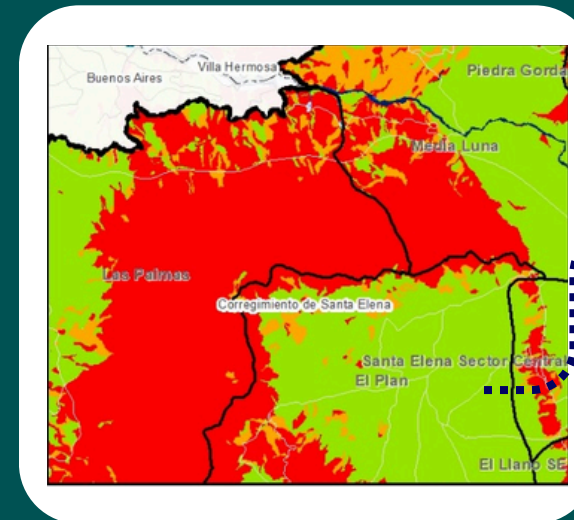 Villa Hermosa
Buenos Aires
Piedra Gorda
Media Luna
Las Palmas
Corregimiento de Santa Elena
Santa Elena Sector Central
El Plan
El Llano SE